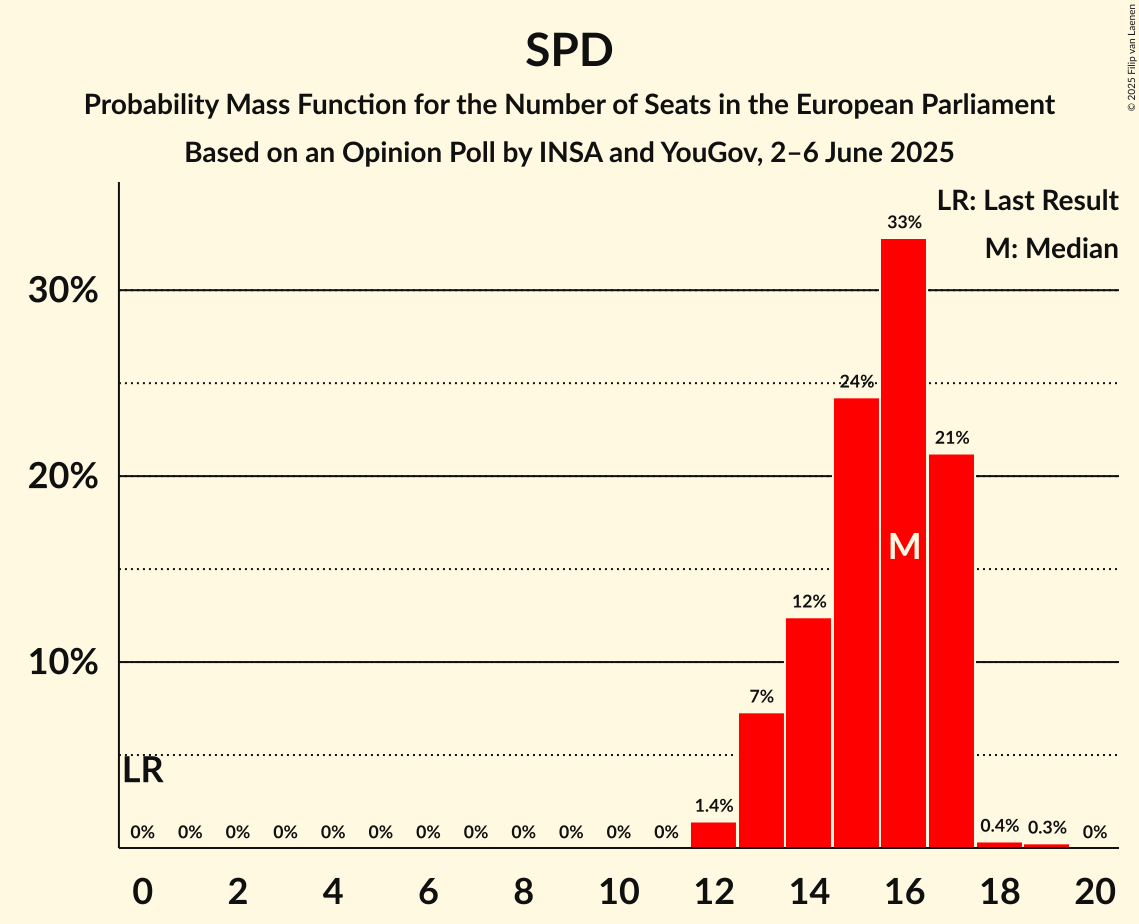 SPD
Probability Mass Function for the Number of Seats in the European Parliament
Based on an Opinion Poll by INSA and YouGov, 2–6 June 2025
© 2025 Filip van Laenen
LR: Last Result
M: Median
30%
20%
10%
33%
24%
21%
12%
7%
1.4%
0.4%
0.3%
0%
M
LR
0% 0% 0% 0% 0% 0% 0% 0% 0% 0% 0% 0%
0 2 4 6 8 10 12 14 16 18 20